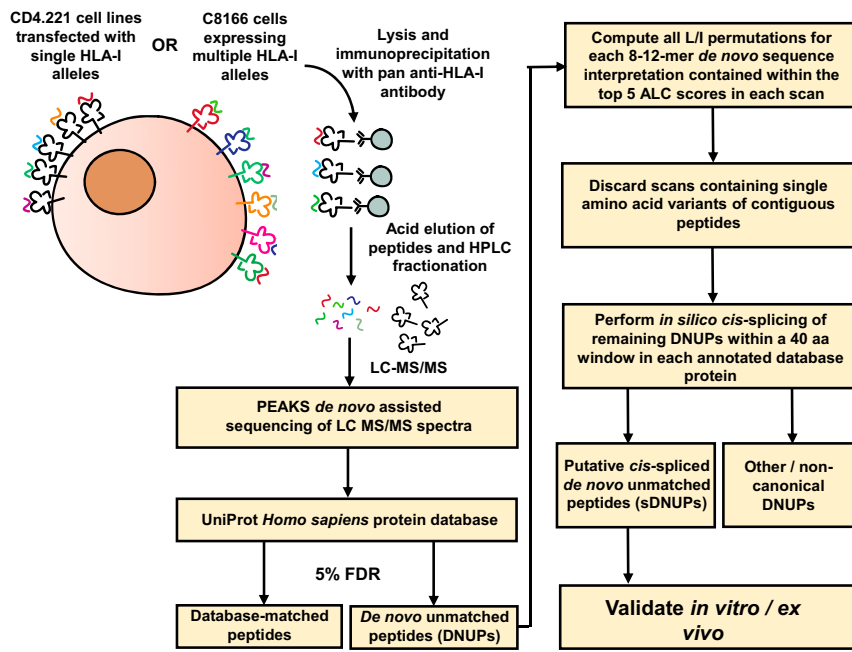 CD4.221 cell lines
transfected with
single HLA-I
alleles
OR
C8166 cells
expressing
multiple HLA-I
alleles
Lysis and
immunoprecipitation
with pan anti-HLA-I
antibody
Acid elution of
peptides and HPLC
fractionation
LC-MS/MS
PEAKS de novo assisted
sequencing of LC MS/MS spectra
UniProt Homo sapiens protein database
5% FDR
Database-matched
peptides
De novo unmatched
peptides (DNUPs)
Compute all L/I permutations for
each 8-12-mer de novo sequence
interpretation contained within the
top 5 ALC scores in each scan
Discard scans containing single
amino acid variants of contiguous
peptides
Perform in silico cis-splicing of
remaining DNUPs within a 40 aa
window in each annotated database
protein
Putative cis-spliced
de novo unmatched
peptides (sDNUPs)
Other / non-
canonical
DNUPs
Validate in vitro / ex
vivo